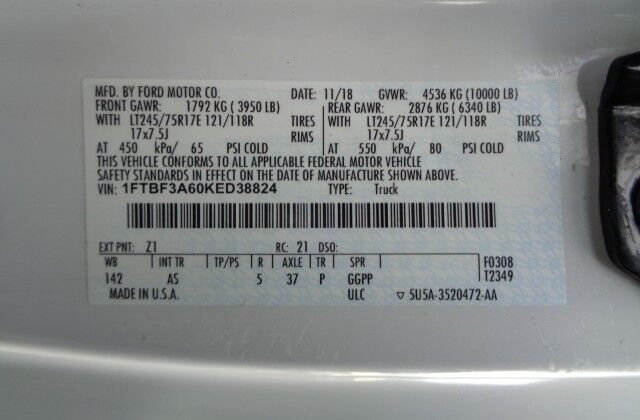 MFD. BY FORD MOTOR CO. DATE: 11/18 GVWR: 4536 KG (10000 LB)
FRONT GAWR: 1792 KG ( 3950 LB) REAR GAWR: 2876 KG ( 6340 LB)
WITH LT245/75R17E 121/118R TIRES WITH LT245/75R17E 121/118R TIRES
17x7.5J RIMS 17x7.5J RIMS
AT 450 kPa/ 65 PSI COLD AT 550 kPa/ 80 PSI COLD
THIS VEHICLE CONFORMS TO ALL APPLICABLE FEDERAL MOTOR VEHICLE
SAFETY STANDARDS IN EFFECT ON THE DATE OF MANUFACTURE SHOWN ABOVE.
VIN: 1FTBF3A60KED38824 TYPE: Truck
EXT PNT: Z1 RC: 21 DSO:
WB INT TR TP/PS R AXLE TR SPR F0308
142 AS 5 37 P GGPP T2349
MADE IN U.S.A. ULC ▽ 5U5A-3520472-AA